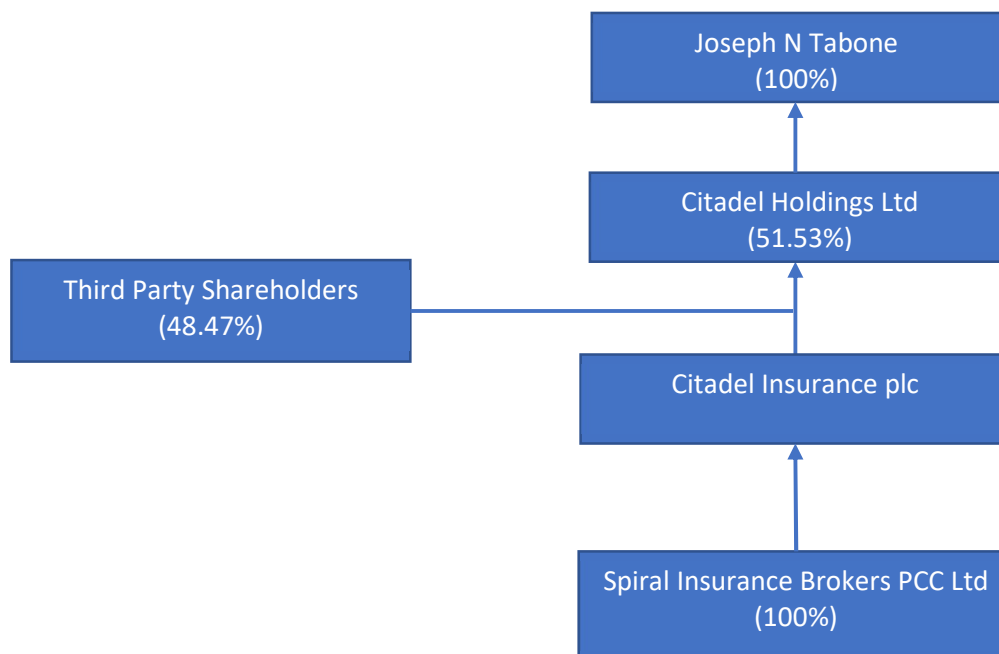 Joseph N Tabone
(100%)
Citadel Holdings Ltd
(51.53%)
Third Party Shareholders
(48.47%)
Citadel Insurance plc
Spiral Insurance Brokers PCC Ltd
(100%)